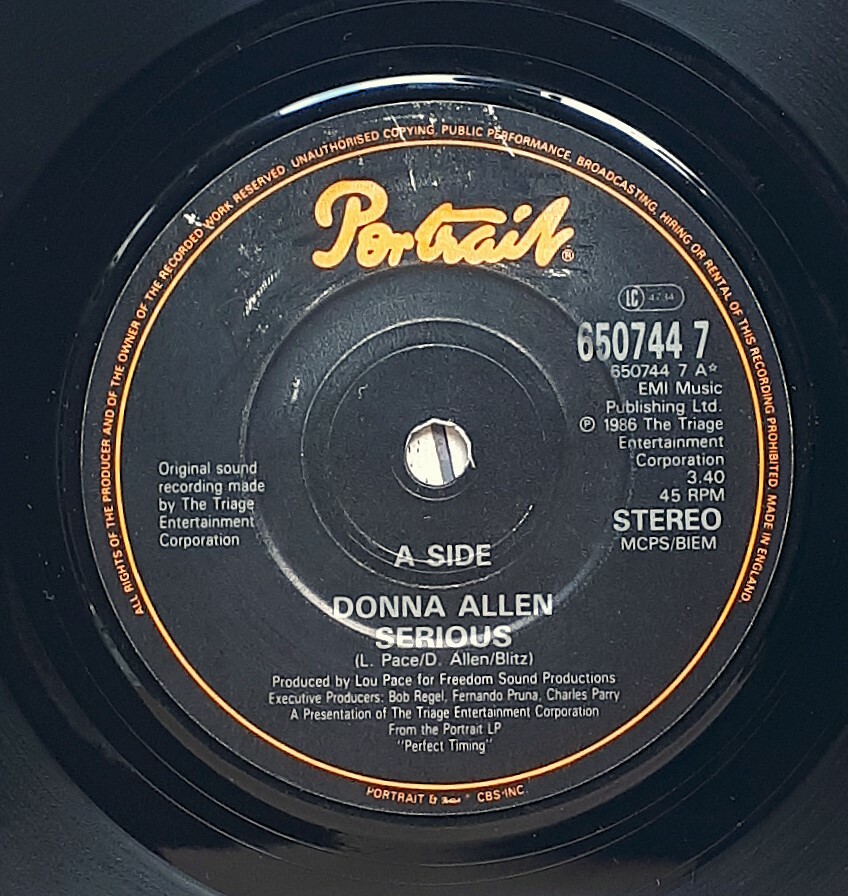 ALL RIGHTS OF THE PRODUCER AND OF THE OWNER OF THE RECORDED WORK RESERVED. UNAUTHORISED COPYING, PUBLIC PERFORMANCE, BROADCASTING, HIRING OR RENTAL OF THIS RECORDING PROHIBITED. MADE IN ENGLAND.
Portrait®
LC
650744 7
650744 7 A☆
EMI Music
Publishing Ltd.
℗ 1986 The Triage
Entertainment
Corporation
3.40
45 RPM
STEREO
MCPS/BIEM
Original sound
recording made
by The Triage
Entertainment
Corporation
A SIDE
DONNA ALLEN
SERIOUS
(L. Pace/D. Allen/Blitz)
Produced by Lou Pace for Freedom Sound Productions
Executive Producers: Bob Regel, Fernando Pruna, Charles Parry
A Presentation of The Triage Entertainment Corporation
From the Portrait LP
"Perfect Timing"
PORTRAIT & CBS·INC.